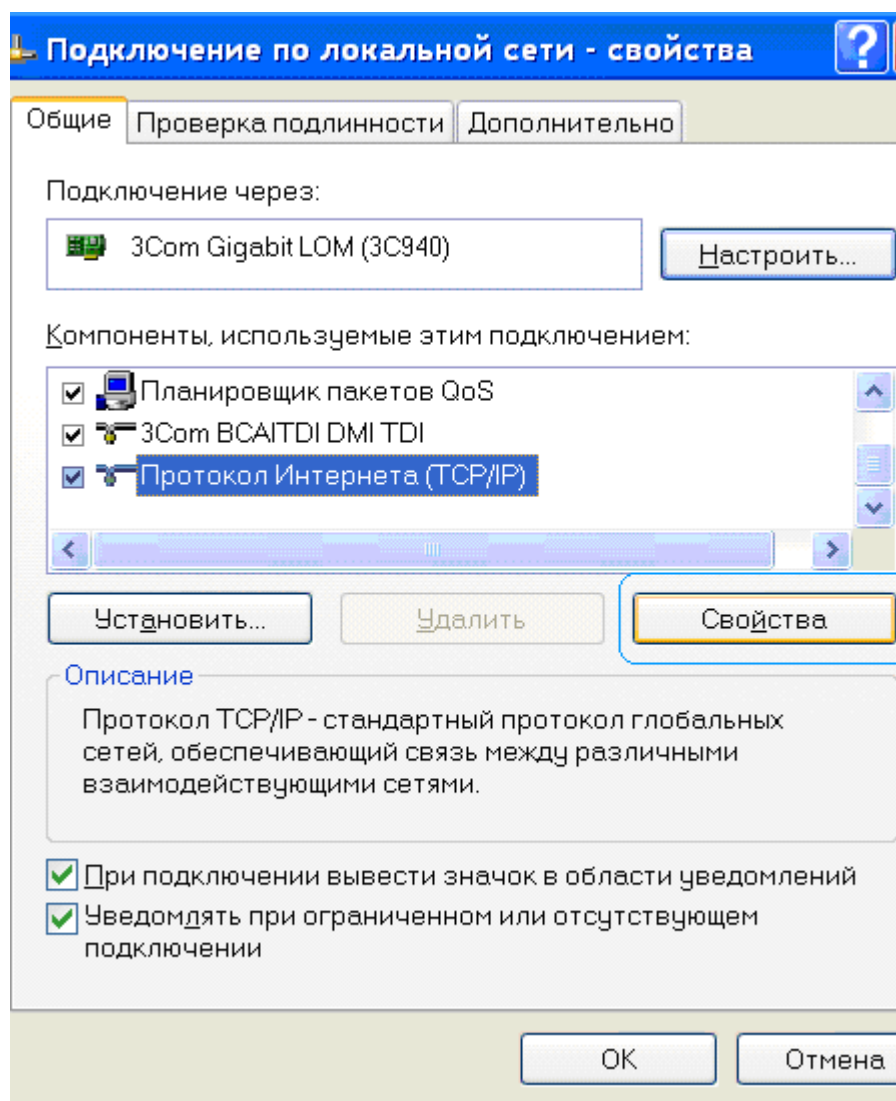 Подключение по локальной сети - свойства
?
Общие Проверка подлинности Дополнительно
Подключение через:
3Com Gigabit LOM (3C940)
Настроить...
Компоненты, используемые этим подключением:
Планировщик пакетов QoS
3Com BCAITDI DMI TDI
Протокол Интернета (TCP/IP)
Установить... Удалить Свойства
Описание
Протокол TCP/IP - стандартный протокол глобальных
сетей, обеспечивающий связь между различными
взаимодействующими сетями.
При подключении вывести значок в области уведомлений
Уведомлять при ограниченном или отсутствующем
подключении
OK Отмена